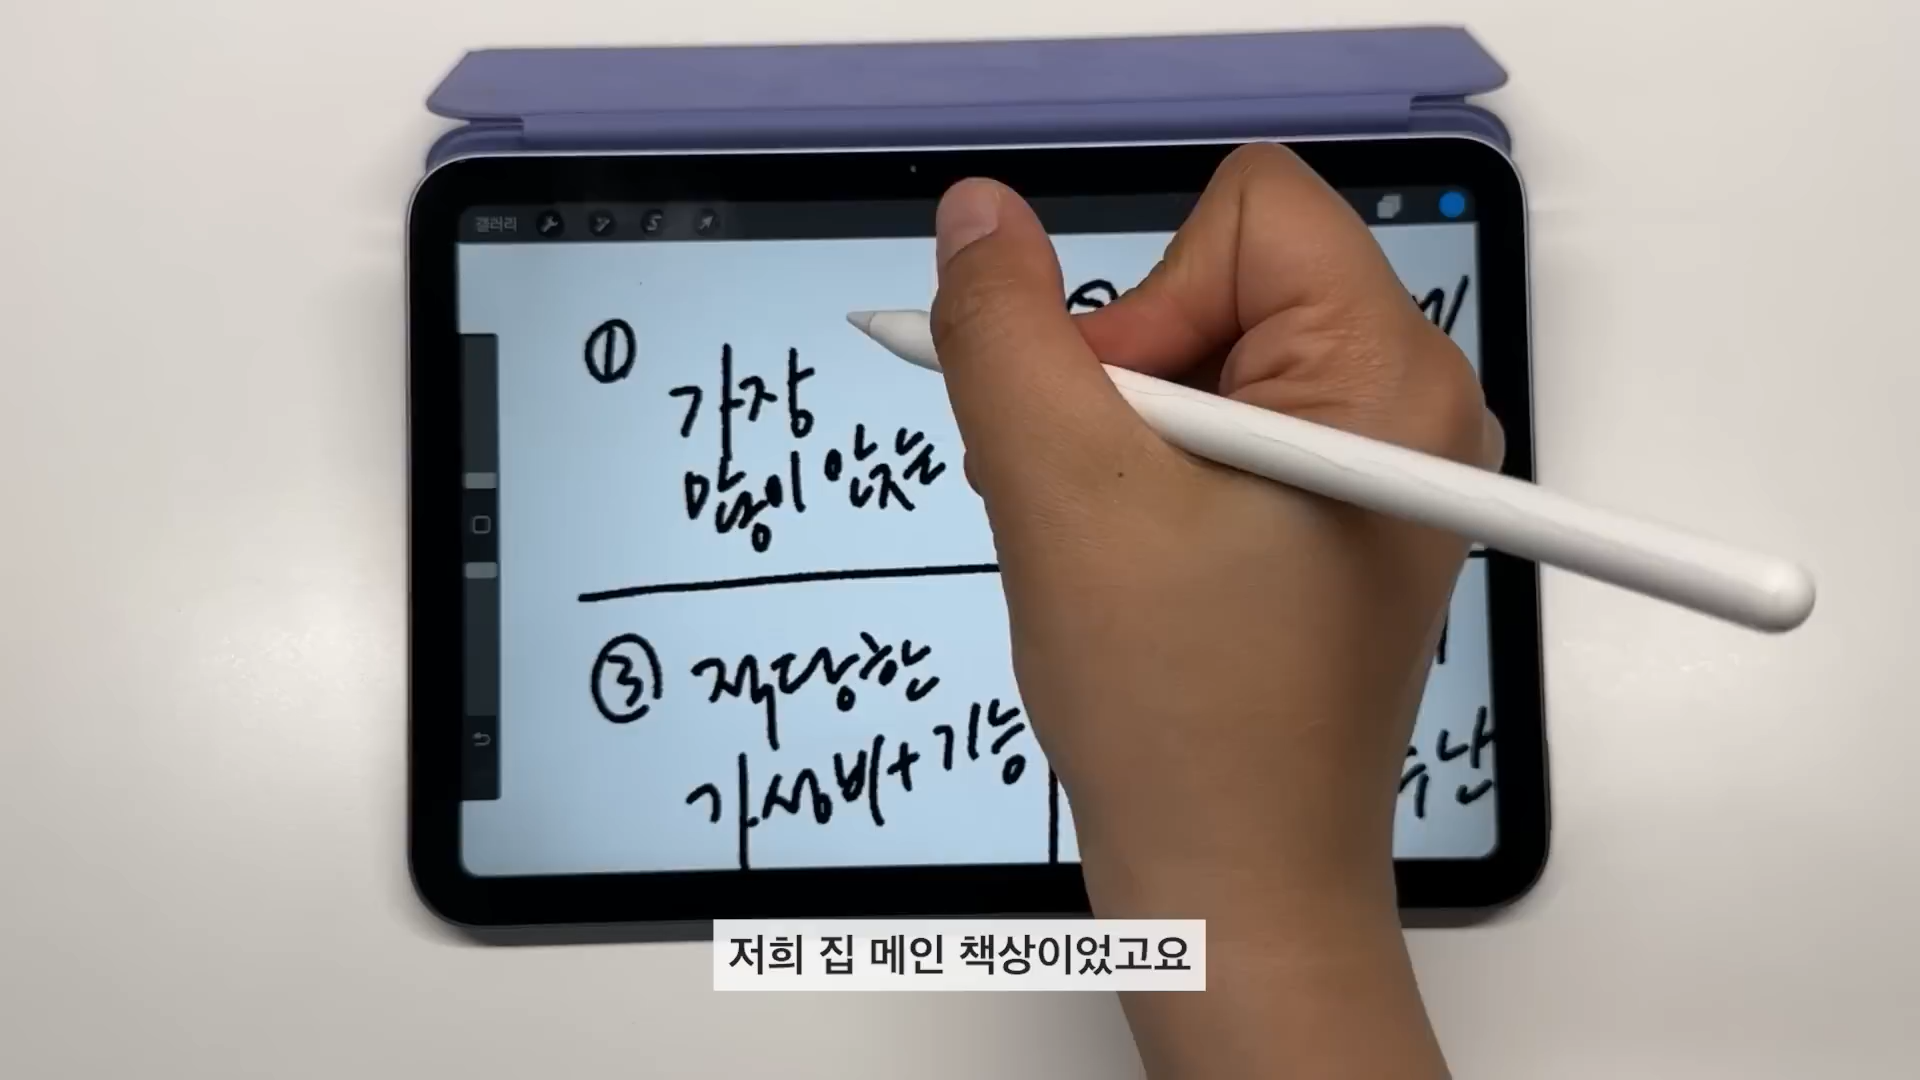 갤러리
①
가장
많이 앉는
③ 적당한
가성비+기능
저희 집 메인 책상이었고요